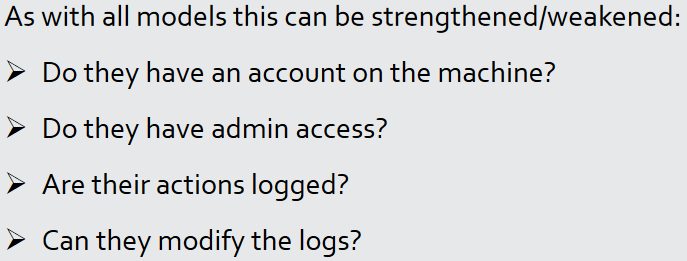 As with all models this can be strengthened/weakened:
➢ Do they have an account on the machine?
➢ Do they have admin access?
➢ Are their actions logged?
➢ Can they modify the logs?